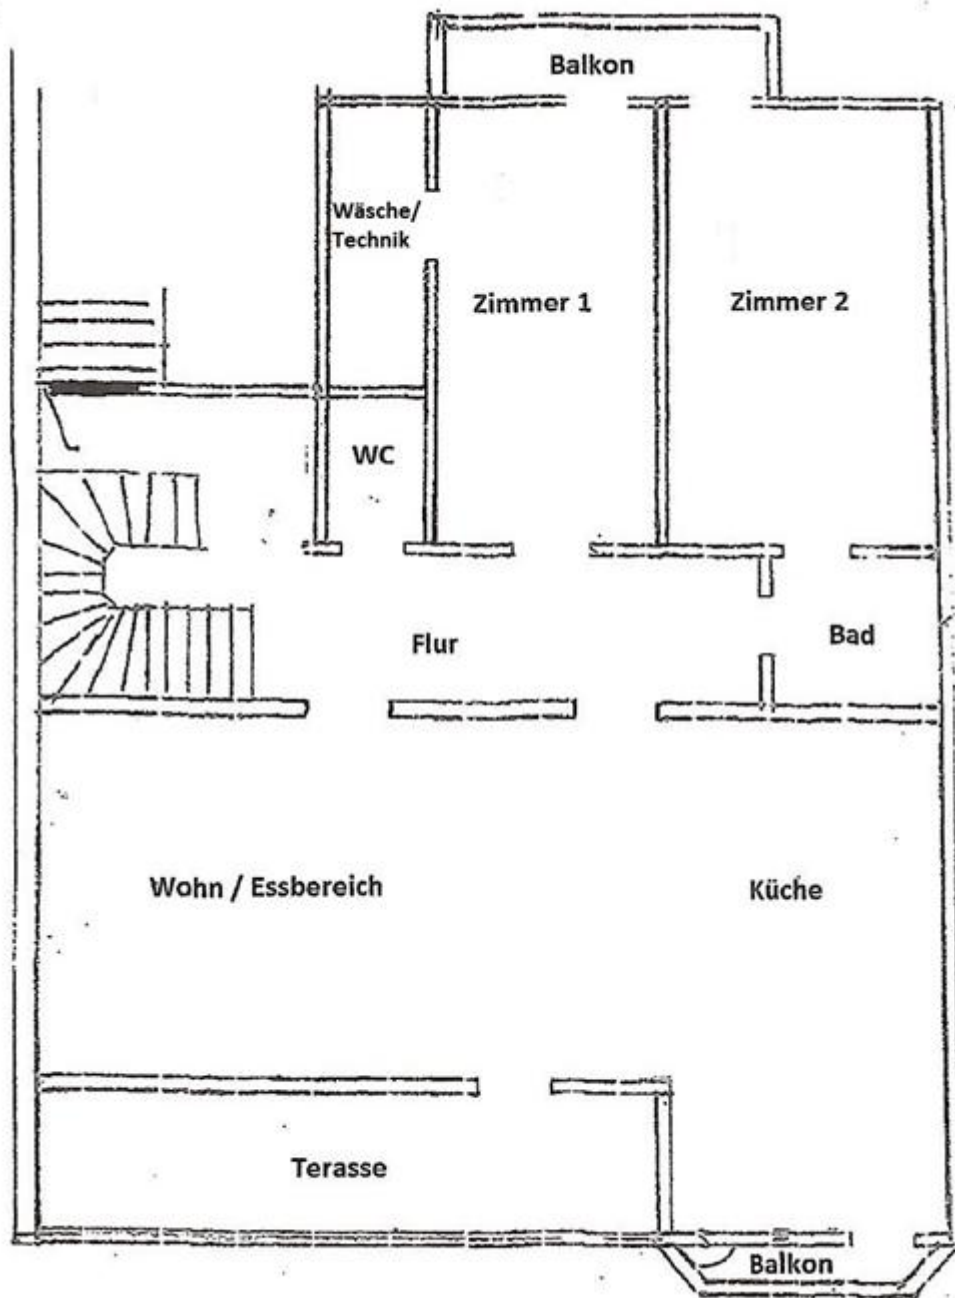 Balkon
Wäsche/
Technik
Zimmer 1
Zimmer 2
WC
Flur
Bad
Wohn / Essbereich
Küche
Terasse
Balkon